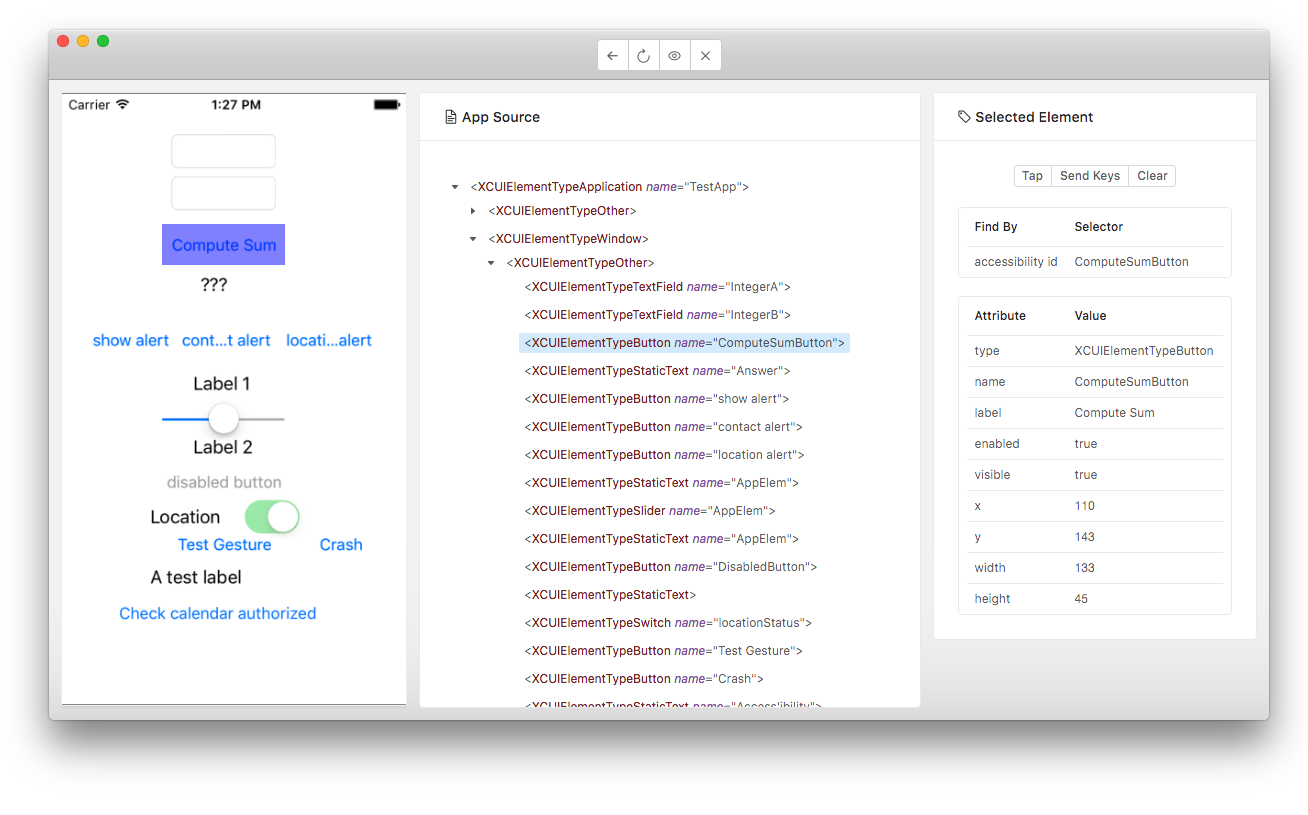 Carrier 1:27 PM
Compute Sum
???
show alert cont...t alert locati...alert
Label 1
Label 2
disabled button
Location
Test Gesture Crash
A test label
Check calendar authorized
App Source
<XCUIElementTypeApplication name="TestApp">
<XCUIElementTypeOther>
<XCUIElementTypeWindow>
<XCUIElementTypeOther>
<XCUIElementTypeTextField name="IntegerA">
<XCUIElementTypeTextField name="IntegerB">
<XCUIElementTypeButton name="ComputeSumButton">
<XCUIElementTypeStaticText name="Answer">
<XCUIElementTypeButton name="show alert">
<XCUIElementTypeButton name="contact alert">
<XCUIElementTypeButton name="location alert">
<XCUIElementTypeStaticText name="AppElem">
<XCUIElementTypeSlider name="AppElem">
<XCUIElementTypeStaticText name="AppElem">
<XCUIElementTypeButton name="DisabledButton">
<XCUIElementTypeStaticText>
<XCUIElementTypeSwitch name="locationStatus">
<XCUIElementTypeButton name="Test Gesture">
<XCUIElementTypeButton name="Crash">
<XCUIElementTypeStaticText name="Access'ibility">
Selected Element
Tap Send Keys Clear
Find By Selector
accessibility id ComputeSumButton
Attribute Value
type XCUIElementTypeButton
name ComputeSumButton
label Compute Sum
enabled true
visible true
x 110
y 143
width 133
height 45